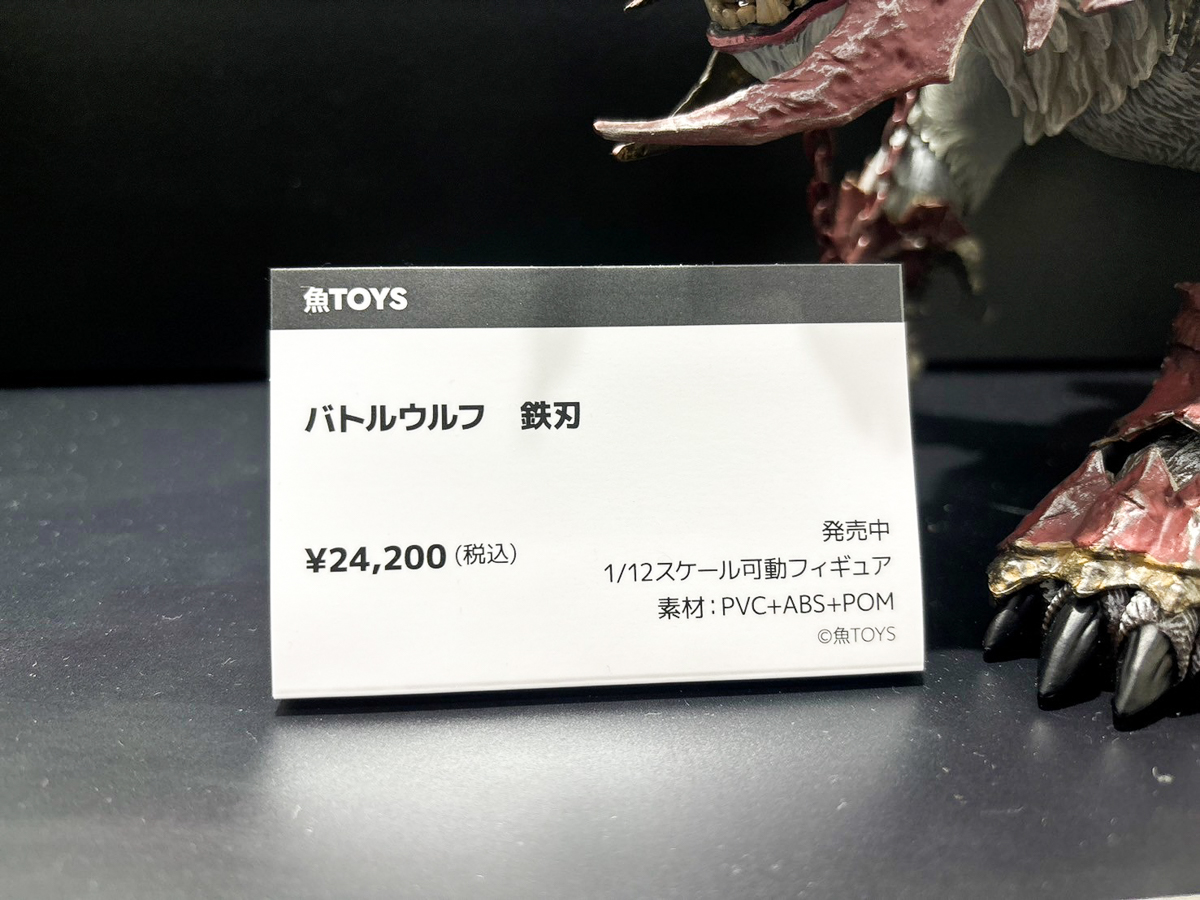 魚TOYS
バトルウルフ　鉄刃
¥24,200(税込)
発売中
1/12スケール可動フィギュア
素材:PVC+ABS+POM
©魚TOYS